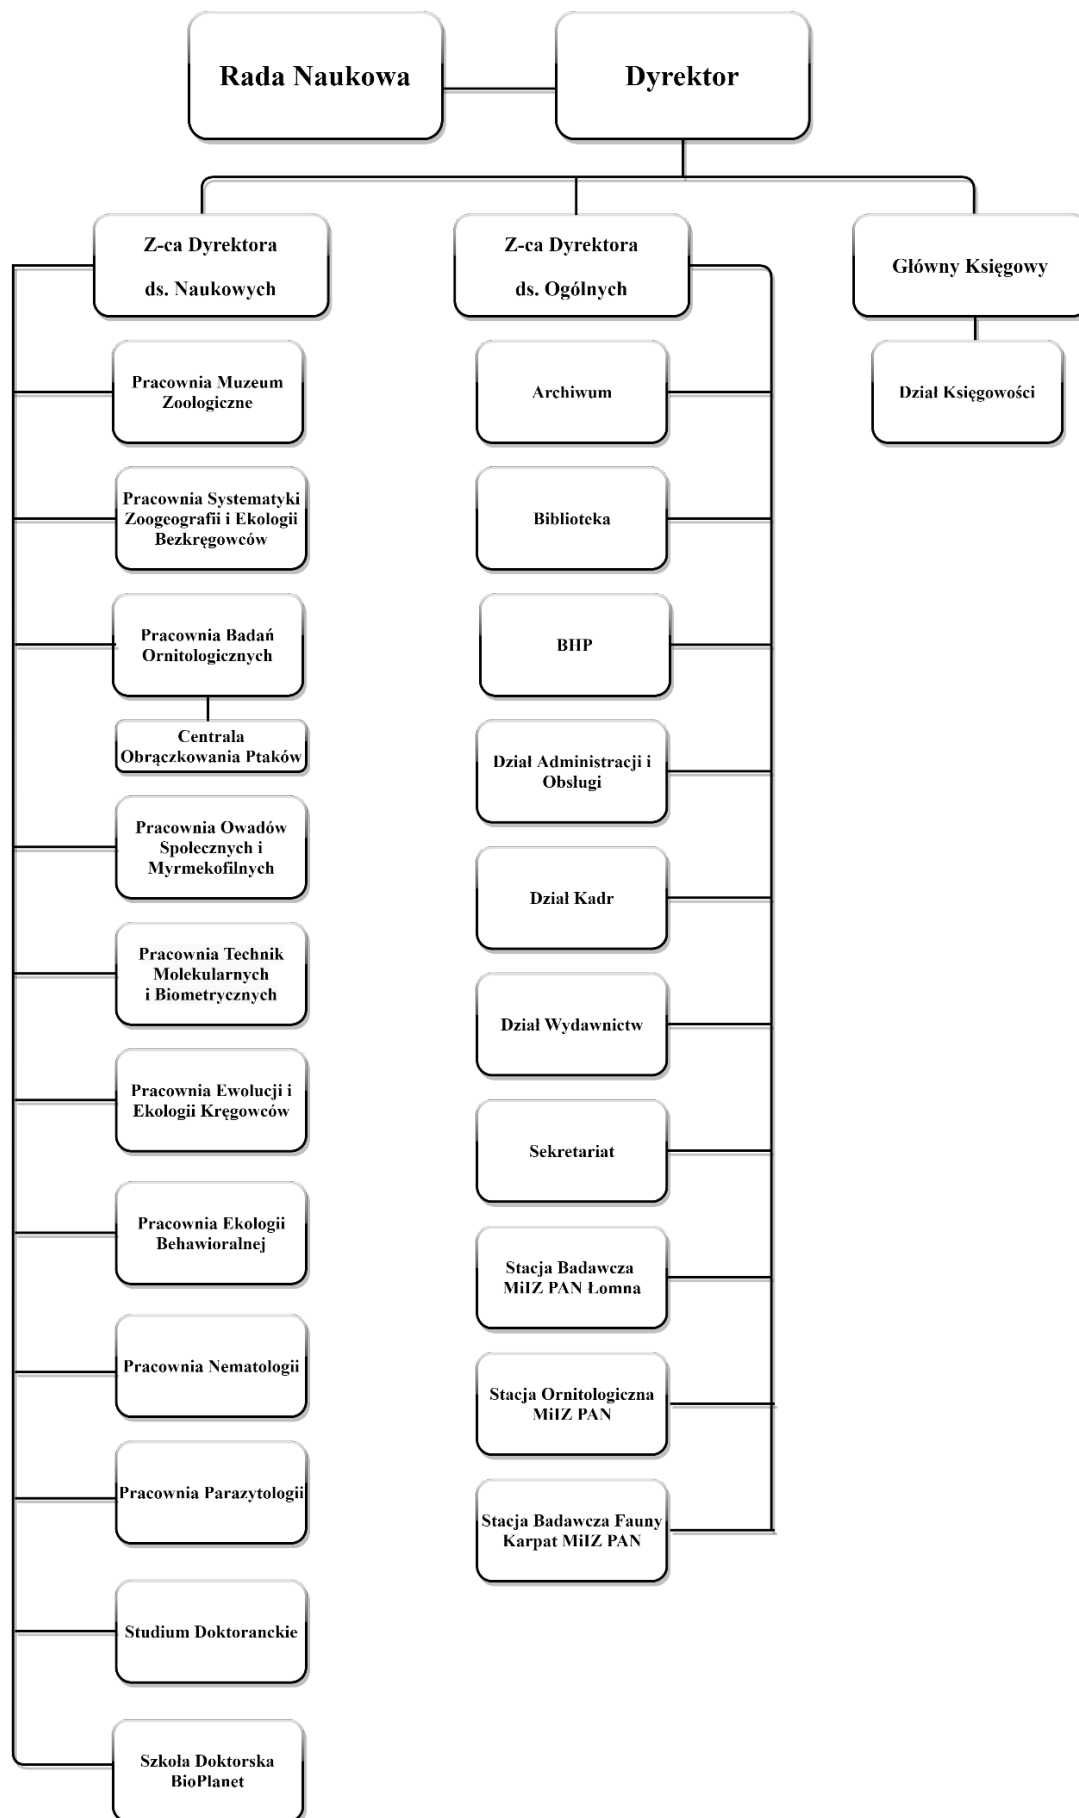 Rada Naukowa
Dyrektor
Z-ca Dyrektora
ds. Naukowych
Z-ca Dyrektora
ds. Ogólnych
Główny Księgowy
Pracownia Muzeum
Zoologiczne
Pracownia Systematyki
Zoogeografii i Ekologii
Bezkręgowców
Pracownia Badań
Ornitologicznych
Centrala
Obrączkowania Ptaków
Pracownia Owadów
Społecznych i
Myrmekofilnych
Pracownia Technik
Molekularnych
i Biometrycznych
Pracownia Ewolucji i
Ekologii Kręgowców
Pracownia Ekologii
Behawioralnej
Pracownia Nematologii
Pracownia Parazytologii
Studium Doktoranckie
Szkoła Doktorska
BioPlanet
Archiwum
Biblioteka
BHP
Dział Administracji i
Obsługi
Dział Kadr
Dział Wydawnictw
Sekretariat
Stacja Badawcza
MiIZ PAN Łomna
Stacja Ornitologiczna
MiIZ PAN
Stacja Badawcza Fauny
Karpat MiIZ PAN
Dział Księgowości